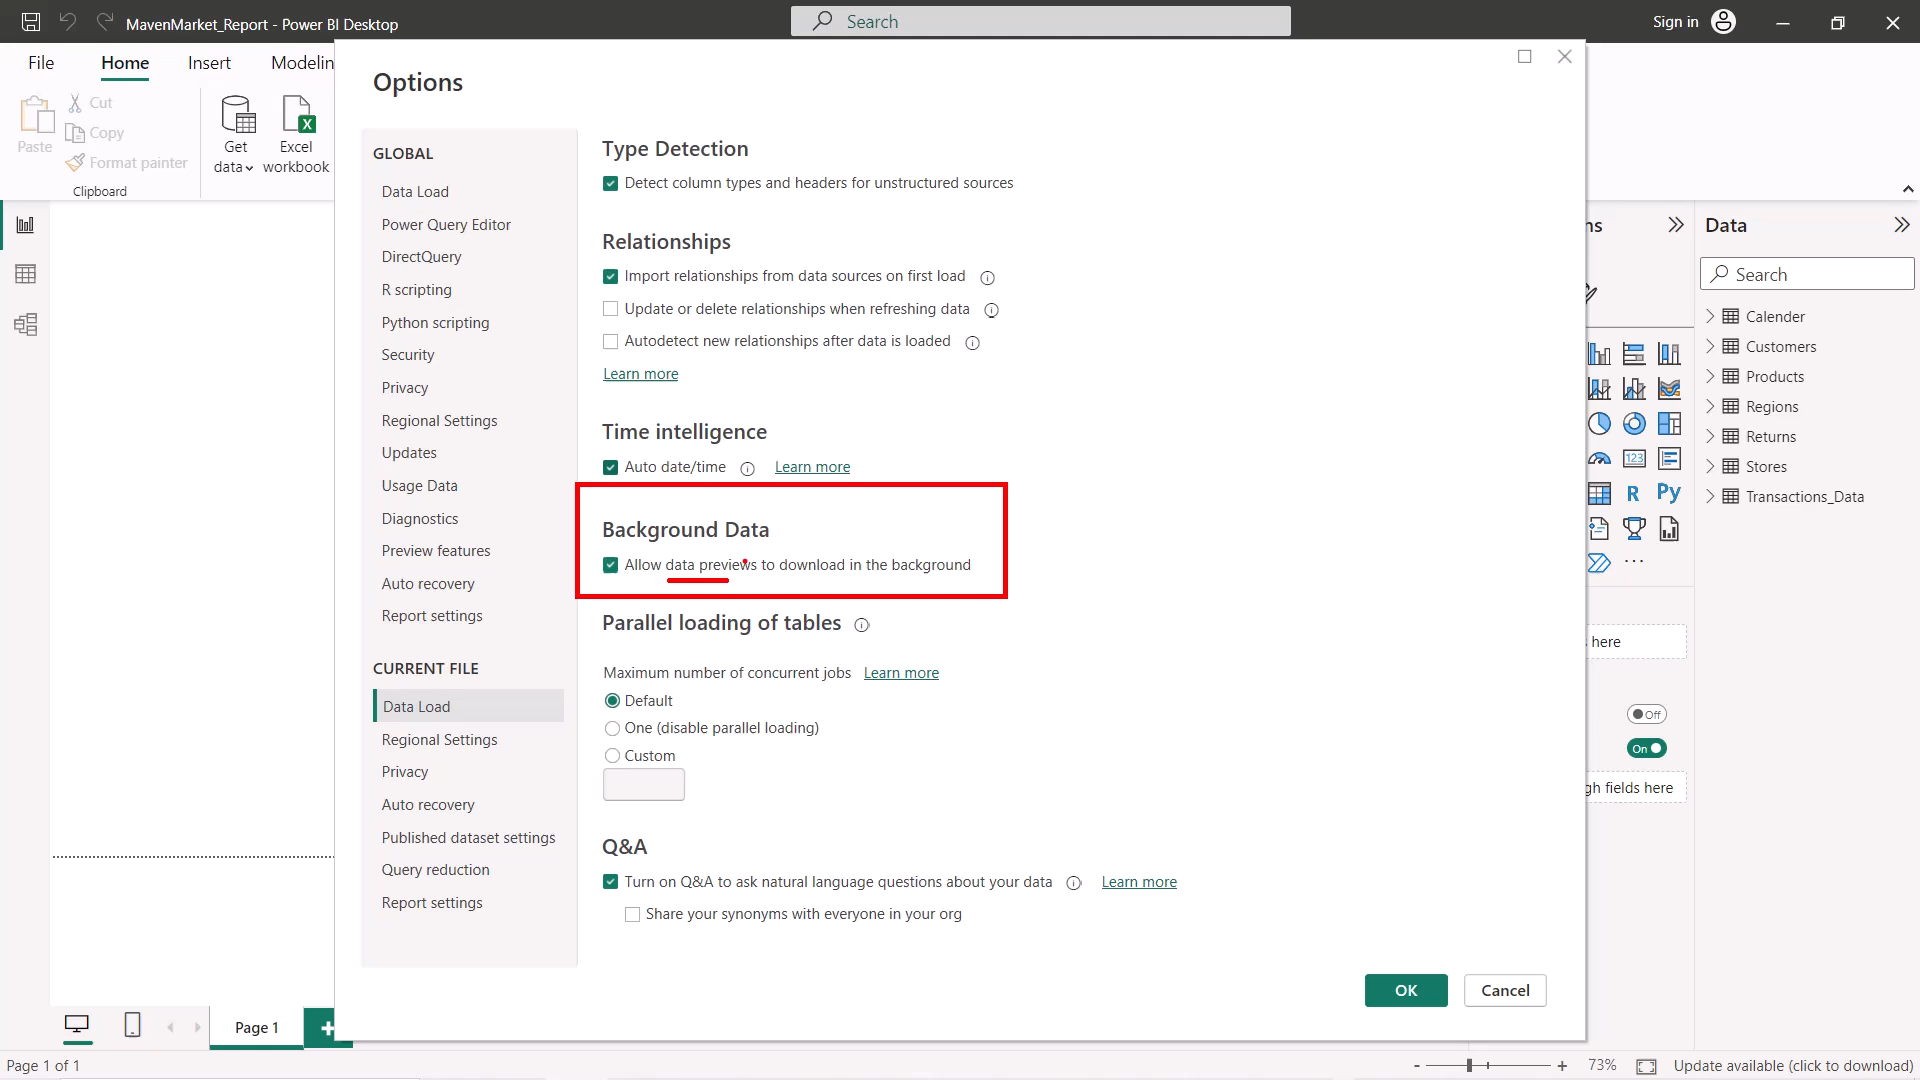 MavenMarket_Report - Power BI Desktop
Search
Sign in
File
Home
Insert
Modelin
Paste
Cut
Copy
Format painter
Clipboard
Get data
Excel workbook
Options
GLOBAL
Data Load
Power Query Editor
DirectQuery
R scripting
Python scripting
Security
Privacy
Regional Settings
Updates
Usage Data
Diagnostics
Preview features
Auto recovery
Report settings
CURRENT FILE
Data Load
Regional Settings
Privacy
Auto recovery
Published dataset settings
Query reduction
Report settings
Type Detection
Detect column types and headers for unstructured sources
Relationships
Import relationships from data sources on first load
Update or delete relationships when refreshing data
Autodetect new relationships after data is loaded
Learn more
Time intelligence
Auto date/time Learn more
Background Data
Allow data previews to download in the background
Parallel loading of tables
Maximum number of concurrent jobs Learn more
Default
One (disable parallel loading)
Custom
Q&A
Turn on Q&A to ask natural language questions about your data Learn more
Share your synonyms with everyone in your org
OK
Cancel
ns
123
R
Py
here
Off
On
gh fields here
Data
Search
Calender
Customers
Products
Regions
Returns
Stores
Transactions_Data
Page 1
Page 1 of 1
73%
Update available (click to download)